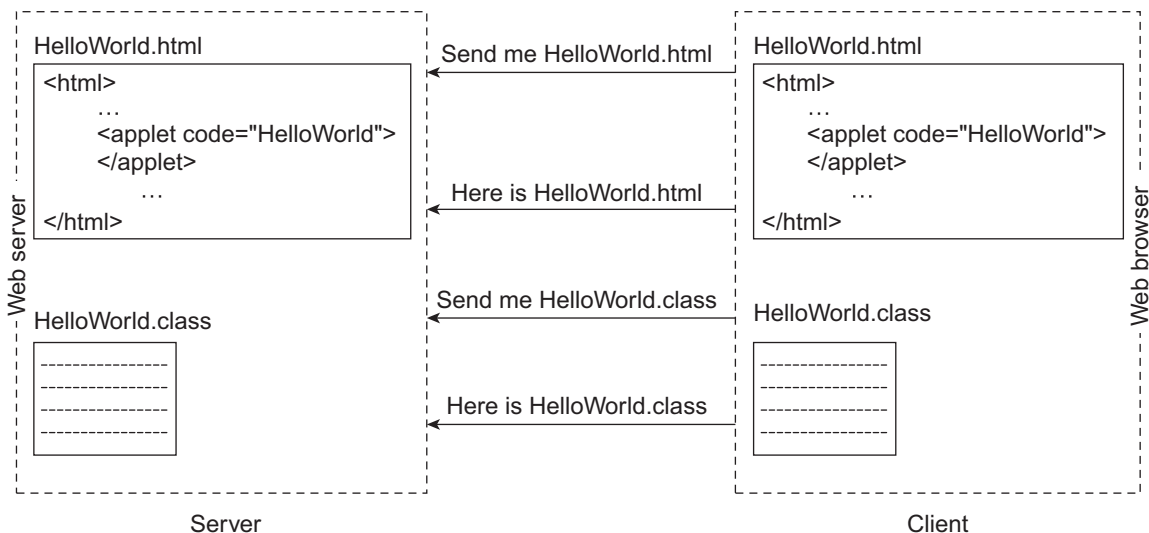 HelloWorld.html
<html>
…
<applet code="HelloWorld">
</applet>
…
</html>
Web server
HelloWorld.class
Server
Send me HelloWorld.html
Here is HelloWorld.html
Send me HelloWorld.class
Here is HelloWorld.class
HelloWorld.html
<html>
…
<applet code="HelloWorld">
</applet>
…
</html>
Web browser
HelloWorld.class
Client